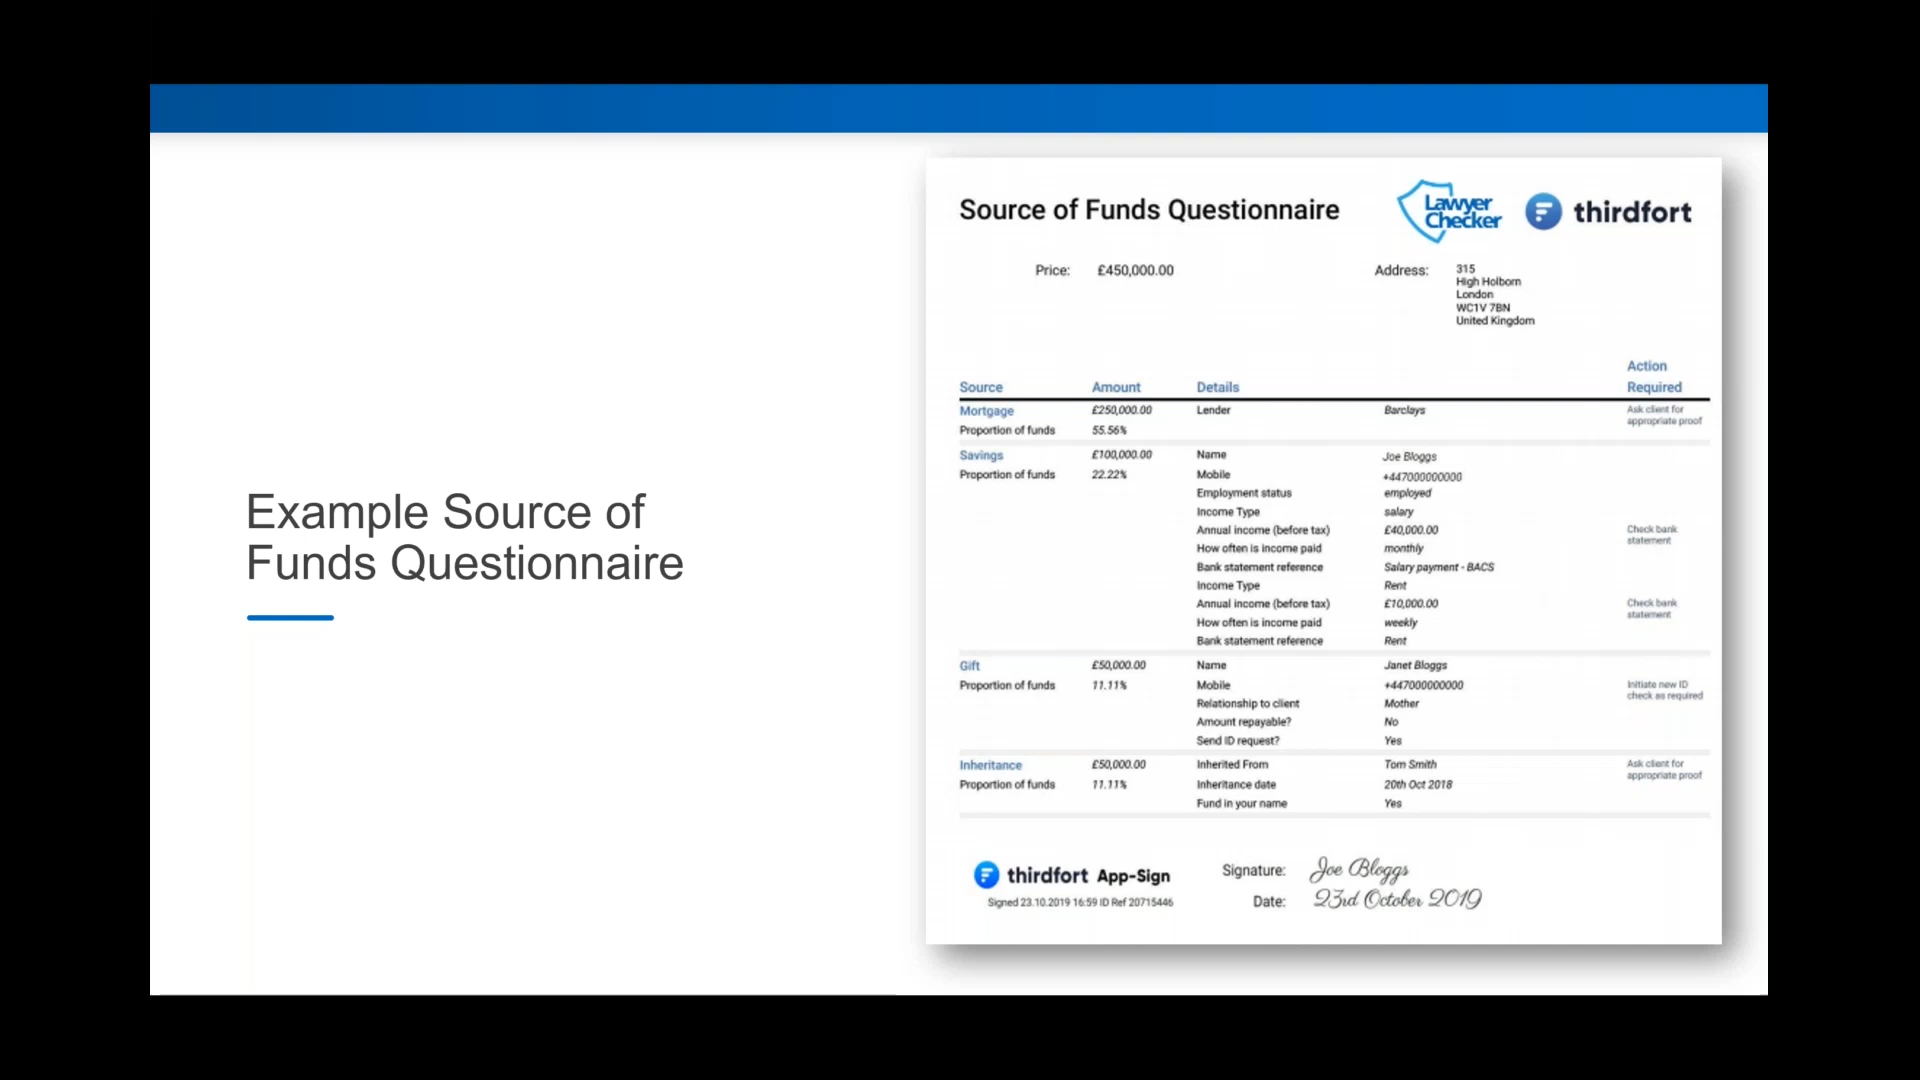 Example Source of
Funds Questionnaire
Source of Funds Questionnaire
Lawyer
Checker
thirdfort
Price: £450,000.00
Address: 315
High Holborn
London
WC1V 7BN
United Kingdom
Source Amount Details Action Required
Mortgage £250,000.00 Lender Barclays Ask client for
Proportion of funds 55.56% appropriate proof
Savings £100,000.00 Name Joe Bloggs
Proportion of funds 22.22% Mobile +447000000000
Employment status employed
Income Type salary
Annual income (before tax) £40,000.00 Check bank
statement
How often is income paid monthly
Bank statement reference Salary payment - BACS
Income Type Rent
Annual income (before tax) £10,000.00 Check bank
statement
How often is income paid weekly
Bank statement reference Rent
Gift £50,000.00 Name Janet Bloggs
Proportion of funds 11.11% Mobile +447000000000 Initiate new ID
check as required
Relationship to client Mother
Amount repayable? No
Send ID request? Yes
Inheritance £50,000.00 Inherited From Tom Smith Ask client for
appropriate proof
Proportion of funds 11.11% Inheritance date 20th Oct 2018
Fund in your name Yes
thirdfort App-Sign
Signed 23.10.2019 16:59 ID Ref 20715446
Signature: Joe Bloggs
Date: 23rd October 2019